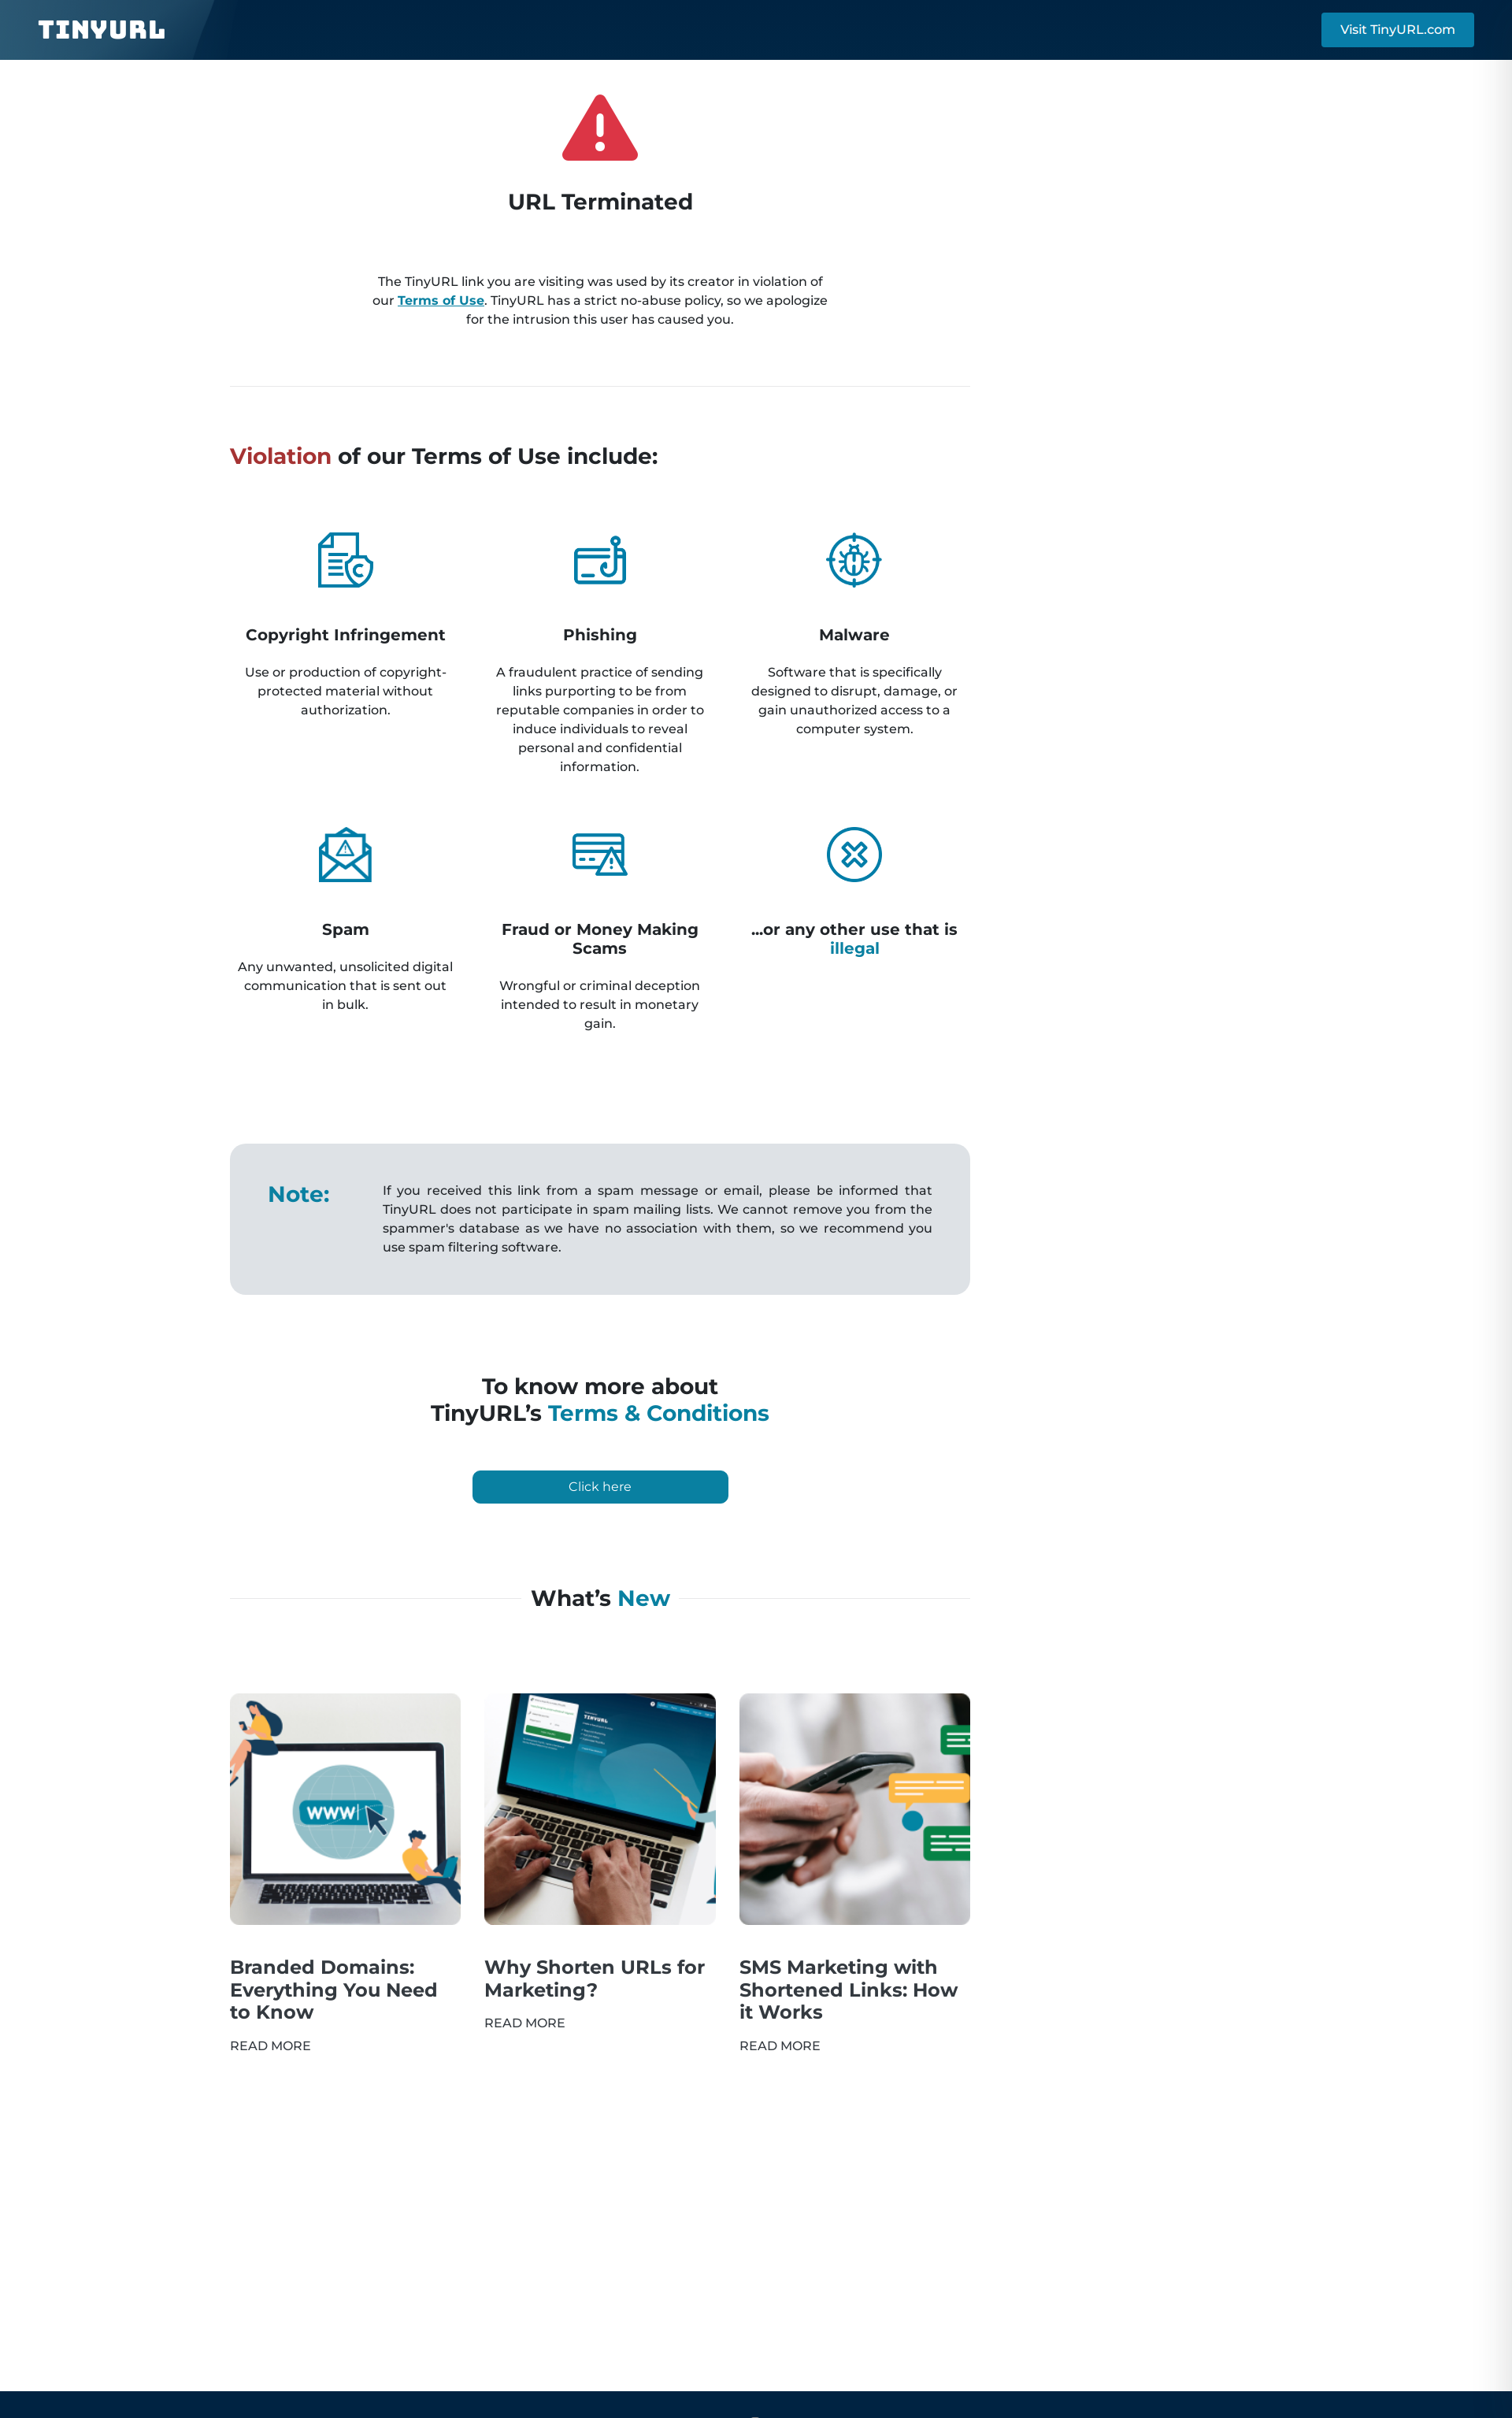 TINYURL
Visit TinyURL.com
URL Terminated
The TinyURL link you are visiting was used by its creator in violation of
our Terms of Use. TinyURL has a strict no-abuse policy, so we apologize
for the intrusion this user has caused you.
Violation of our Terms of Use include:
Copyright Infringement
Use or production of copyright-
protected material without
authorization.
Phishing
A fraudulent practice of sending
links purporting to be from
reputable companies in order to
induce individuals to reveal
personal and confidential
information.
Malware
Software that is specifically
designed to disrupt, damage, or
gain unauthorized access to a
computer system.
Spam
Any unwanted, unsolicited digital
communication that is sent out
in bulk.
Fraud or Money Making
Scams
Wrongful or criminal deception
intended to result in monetary
gain.
...or any other use that is
illegal
Note:
If you received this link from a spam message or email, please be informed that
TinyURL does not participate in spam mailing lists. We cannot remove you from the
spammer's database as we have no association with them, so we recommend you
use spam filtering software.
To know more about
TinyURL’s Terms & Conditions
Click here
What’s New
WWW
TINYURL
Branded Domains:
Everything You Need
to Know
READ MORE
Why Shorten URLs for
Marketing?
READ MORE
SMS Marketing with
Shortened Links: How
it Works
READ MORE